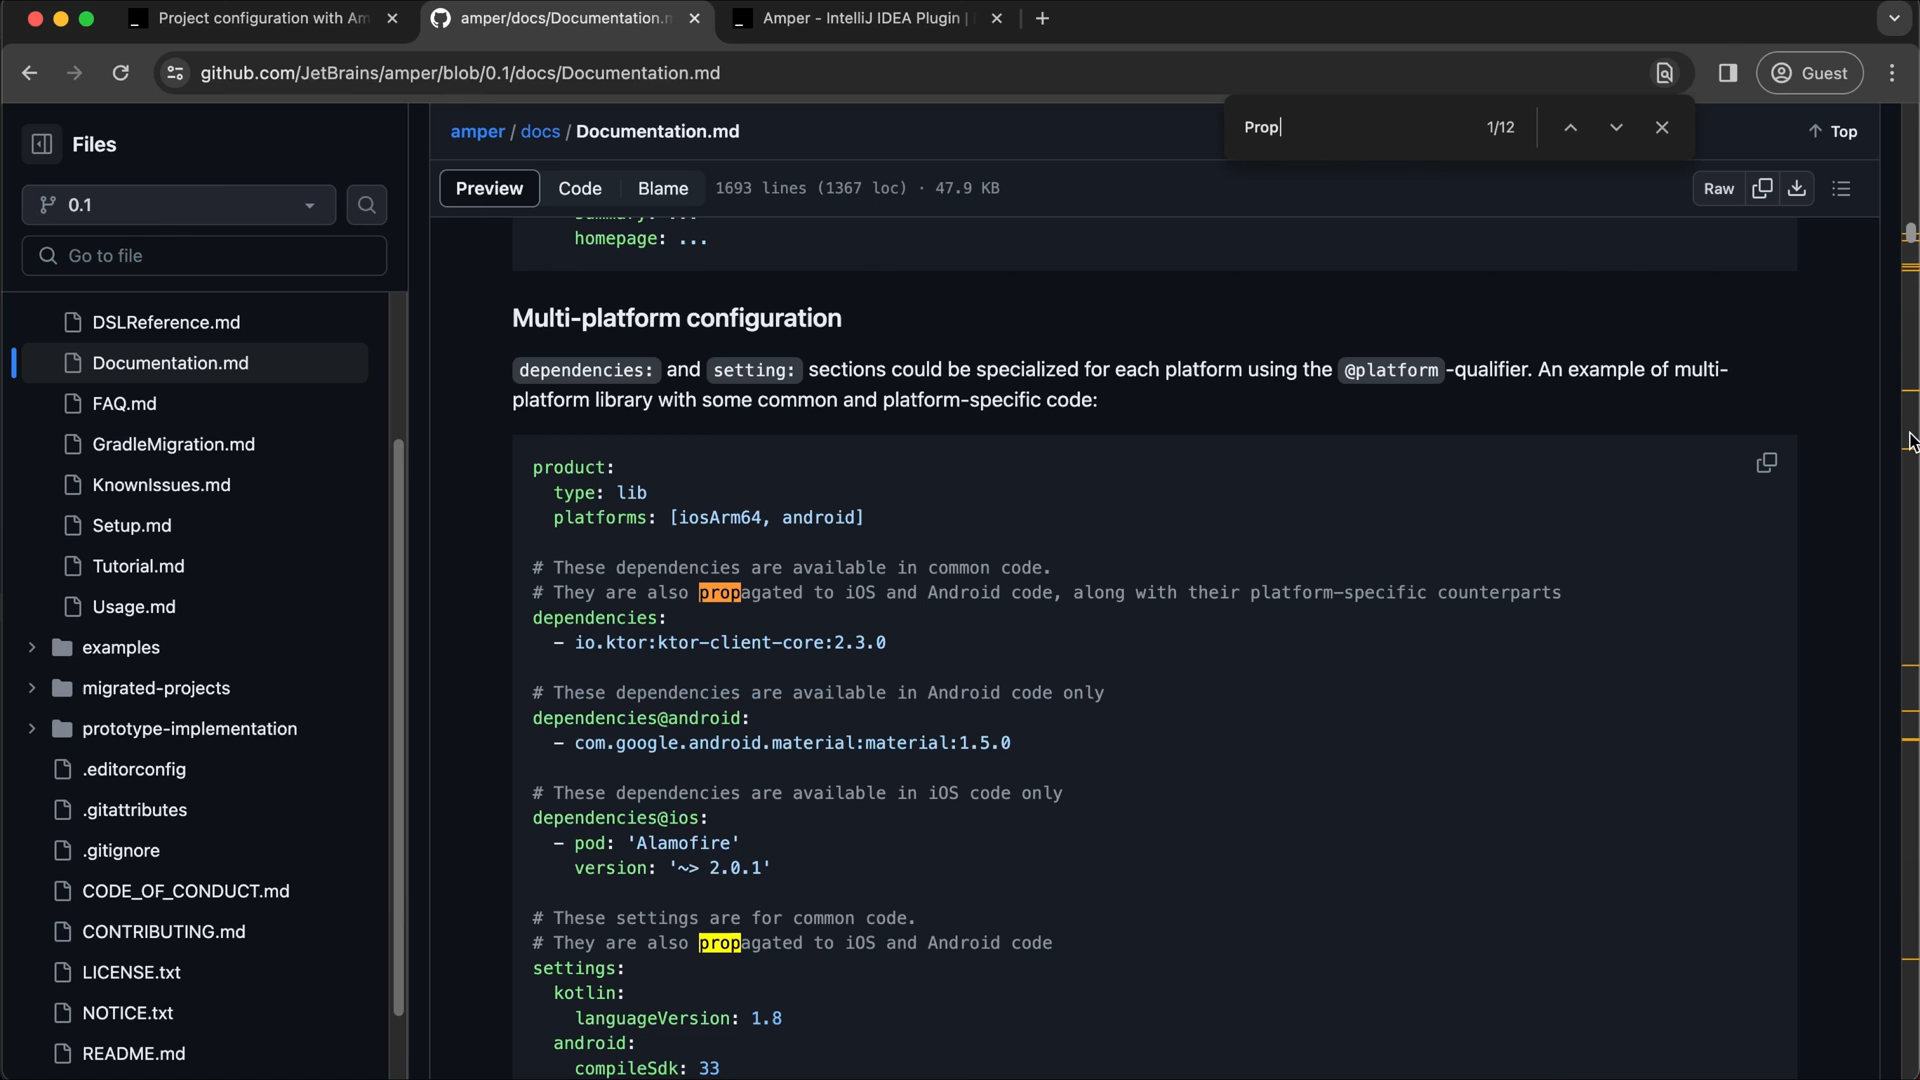 Project configuration with Am
amper/docs/Documentation.m
Amper - IntelliJ IDEA Plugin |
github.com/JetBrains/amper/blob/0.1/docs/Documentation.md
Guest
Prop
1/12
Files
amper / docs / Documentation.md
Top
0.1
Preview
Code
Blame
1693 lines (1367 loc) · 47.9 KB
Raw
Go to file
DSLReference.md
Documentation.md
FAQ.md
GradleMigration.md
KnownIssues.md
Setup.md
Tutorial.md
Usage.md
examples
migrated-projects
prototype-implementation
.editorconfig
.gitattributes
.gitignore
CODE_OF_CONDUCT.md
CONTRIBUTING.md
LICENSE.txt
NOTICE.txt
README.md
summary: ...
homepage: ...
Multi-platform configuration
dependencies: and setting: sections could be specialized for each platform using the @platform -qualifier. An example of multi-
platform library with some common and platform-specific code:
product:
type: lib
platforms: [iosArm64, android]
# These dependencies are available in common code.
# They are also propagated to iOS and Android code, along with their platform-specific counterparts
dependencies:
- io.ktor:ktor-client-core:2.3.0
# These dependencies are available in Android code only
dependencies@android:
- com.google.android.material:material:1.5.0
# These dependencies are available in iOS code only
dependencies@ios:
- pod: 'Alamofire'
version: '~> 2.0.1'
# These settings are for common code.
# They are also propagated to iOS and Android code
settings:
kotlin:
languageVersion: 1.8
android:
compileSdk: 33